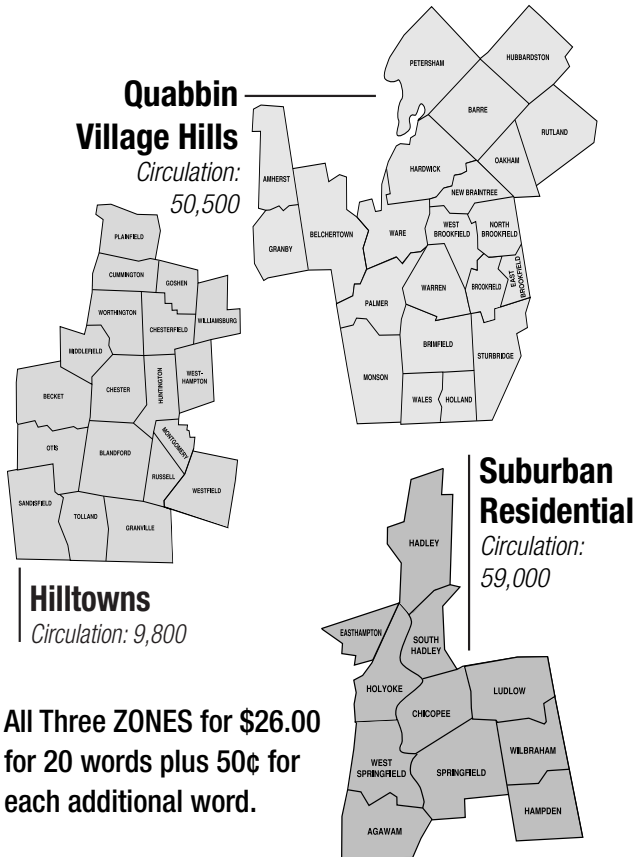 Quabbin
Village Hills
Circulation:
50,500
PETERSHAM
HUBBARDSTON
BARRE
RUTLAND
OAKHAM
HARDWICK
NEW BRAINTREE
AMHERST
BELCHERTOWN
GRANBY
WARE
WEST
BROOKFIELD
NORTH
BROOKFIELD
EAST
BROOKFIELD
BROOKFIELD
WARREN
PALMER
BRIMFIELD
STURBRIDGE
MONSON
WALES
HOLLAND
PLAINFIELD
CUMMINGTON
GOSHEN
WORTHINGTON
CHESTERFIELD
WILLIAMSBURG
MIDDLEFIELD
BECKET
CHESTER
HUNTINGTON
WEST-
HAMPTON
OTIS
BLANDFORD
MONTGOMERY
RUSSELL
WESTFIELD
SANDISFIELD
TOLLAND
GRANVILLE
Hilltowns
Circulation: 9,800
Suburban
Residential
Circulation:
59,000
HADLEY
EASTHAMPTON
SOUTH
HADLEY
HOLYOKE
CHICOPEE
LUDLOW
WEST
SPRINGFIELD
SPRINGFIELD
WILBRAHAM
HAMPDEN
AGAWAM
All Three ZONES for $26.00
for 20 words plus 50¢ for
each additional word.